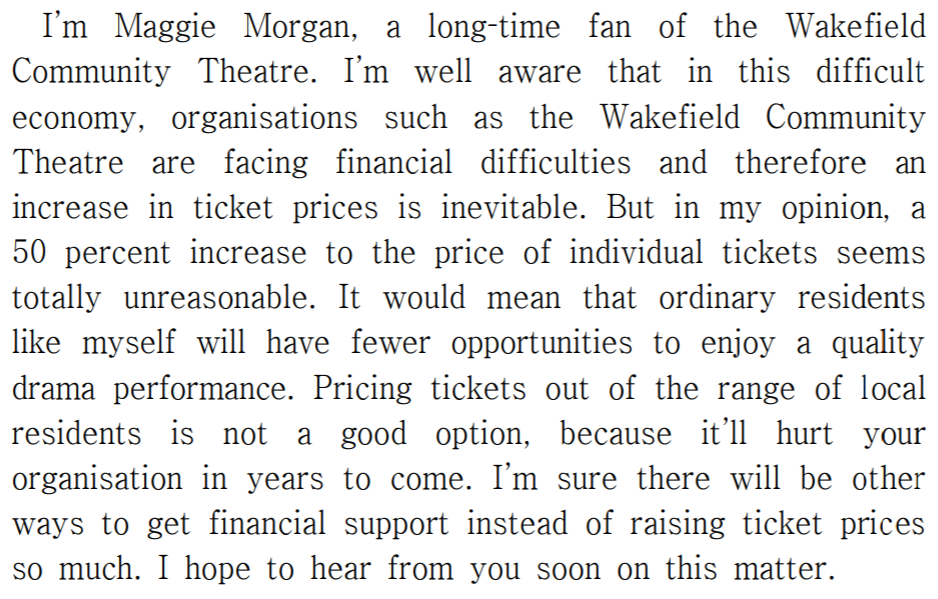 I’m Maggie Morgan, a long-time fan of the Wakefield
Community Theatre. I’m well aware that in this difficult
economy, organisations such as the Wakefield Community
Theatre are facing financial difficulties and therefore an
increase in ticket prices is inevitable. But in my opinion, a
50 percent increase to the price of individual tickets seems
totally unreasonable. It would mean that ordinary residents
like myself will have fewer opportunities to enjoy a quality
drama performance. Pricing tickets out of the range of local
residents is not a good option, because it’ll hurt your
organisation in years to come. I’m sure there will be other
ways to get financial support instead of raising ticket prices
so much. I hope to hear from you soon on this matter.